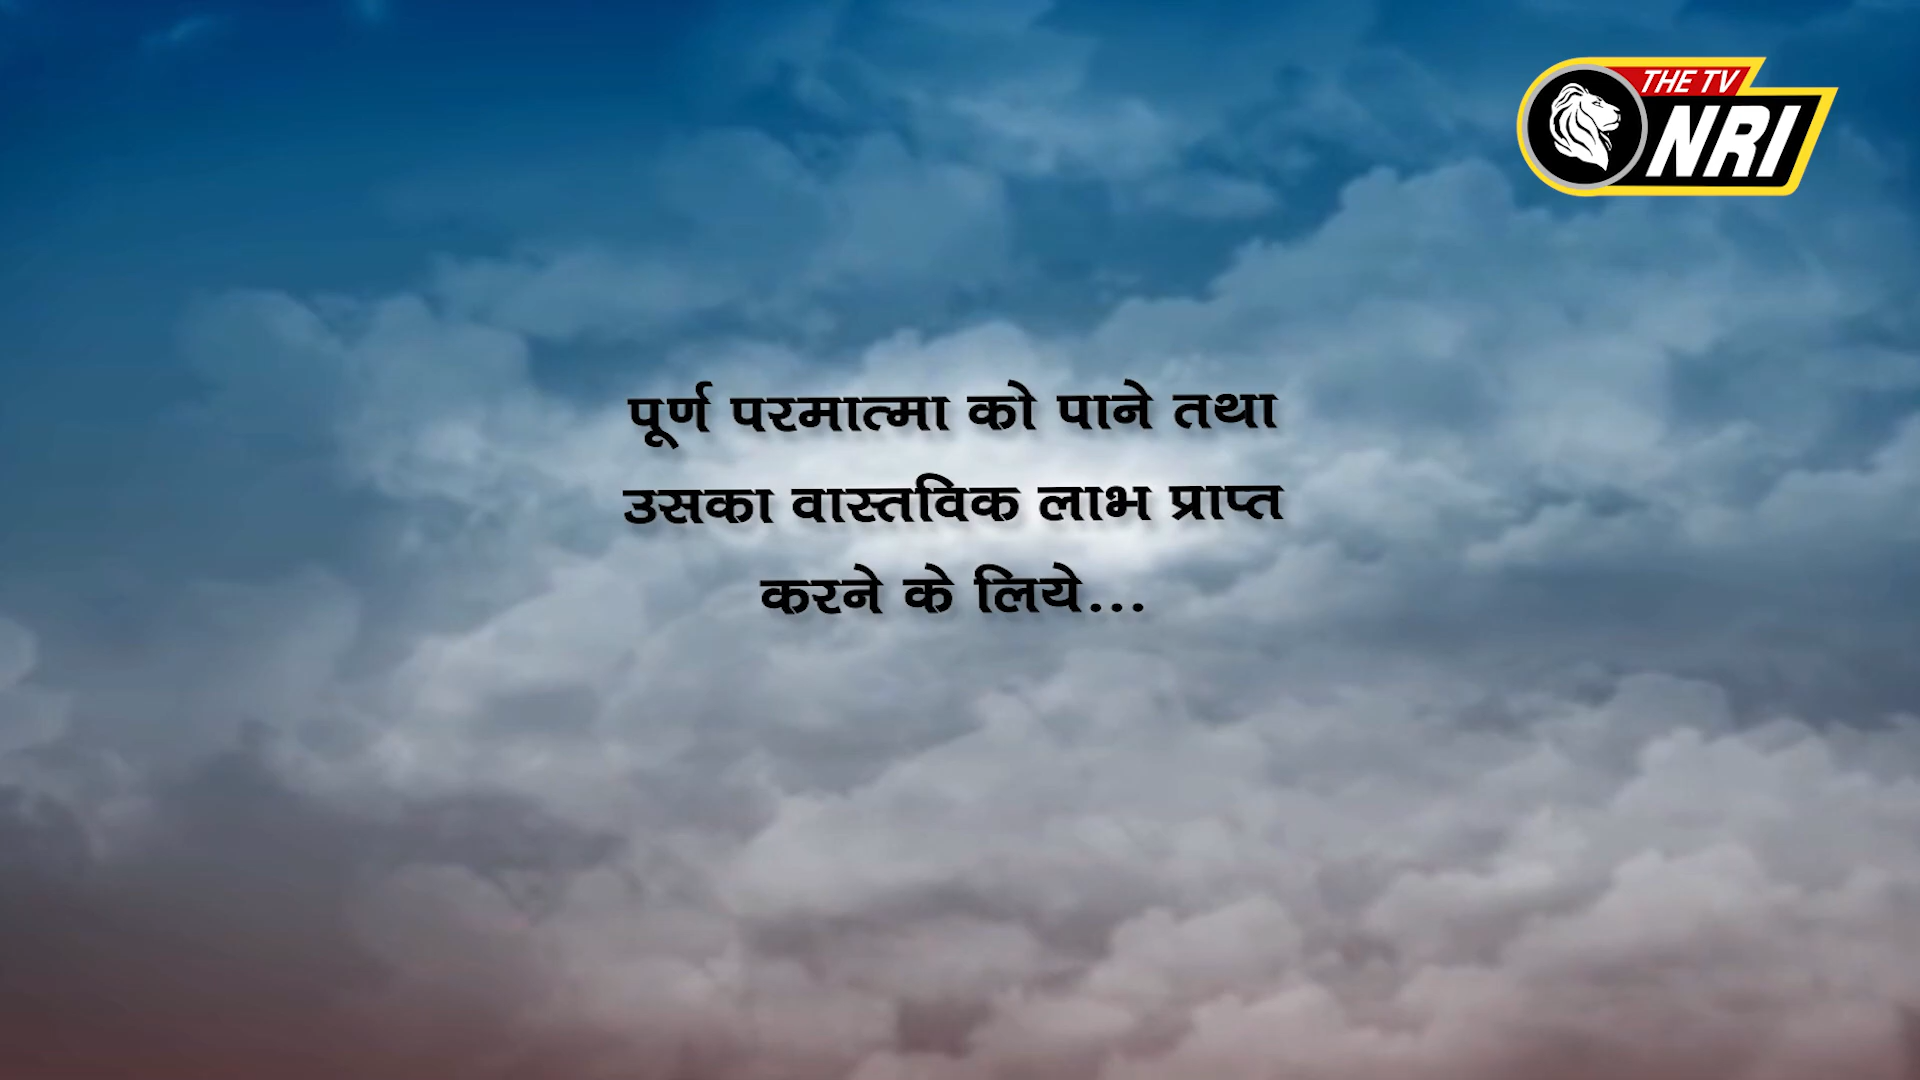 THE TV
NRI
पूर्ण परमात्मा को पाने तथा
उसका वास्तविक लाभ प्राप्त
करने के लिये...